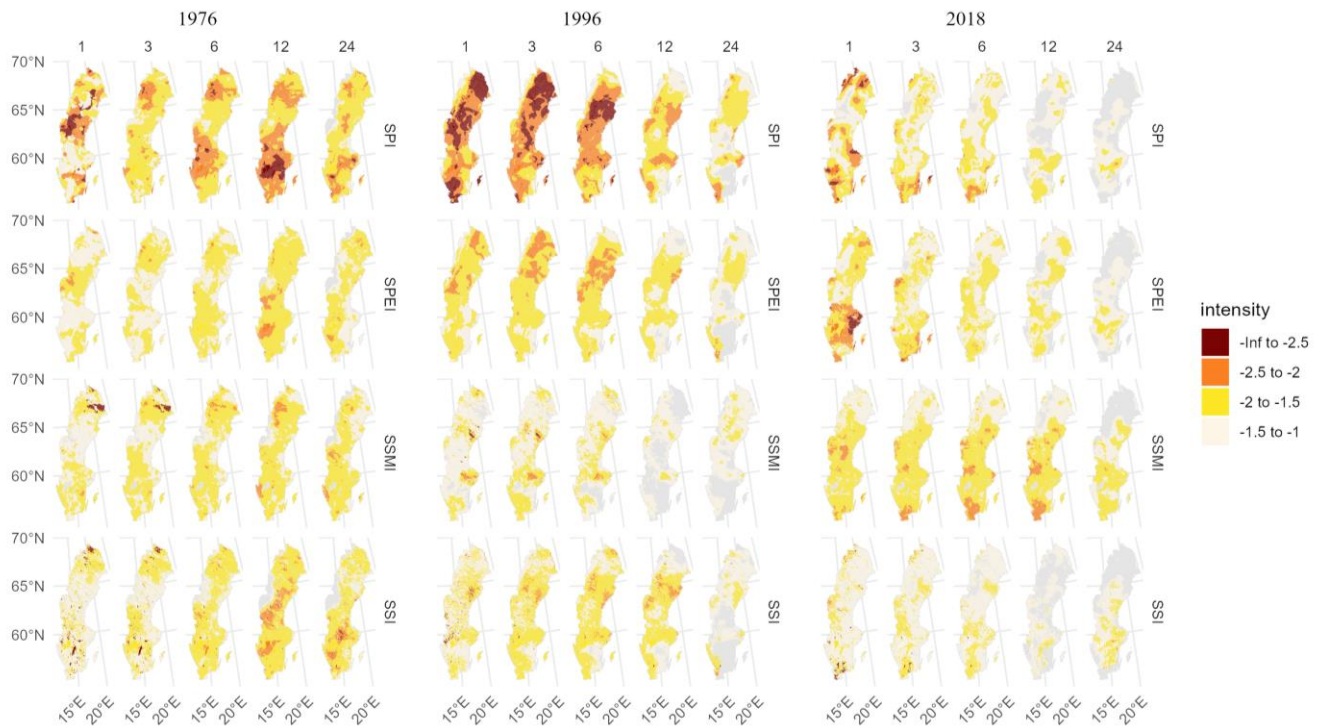 1976 1996 2018
1 3 6 12 24 1 3 6 12 24 1 3 6 12 24
70°N
65°N
60°N
SPI SPI SPI
70°N
65°N
60°N
SPEI SPEI SPEI
70°N
65°N
60°N
SSMI SSMI SSMI
70°N
65°N
60°N
SSI SSI SSI
15°E 20°E 15°E 20°E 15°E 20°E 15°E 20°E 15°E 20°E 15°E 20°E 15°E 20°E 15°E 20°E 15°E 20°E 15°E 20°E 15°E 20°E 15°E 20°E 15°E 20°E 15°E 20°E 15°E 20°E
intensity
-Inf to -2.5
-2.5 to -2
-2 to -1.5
-1.5 to -1